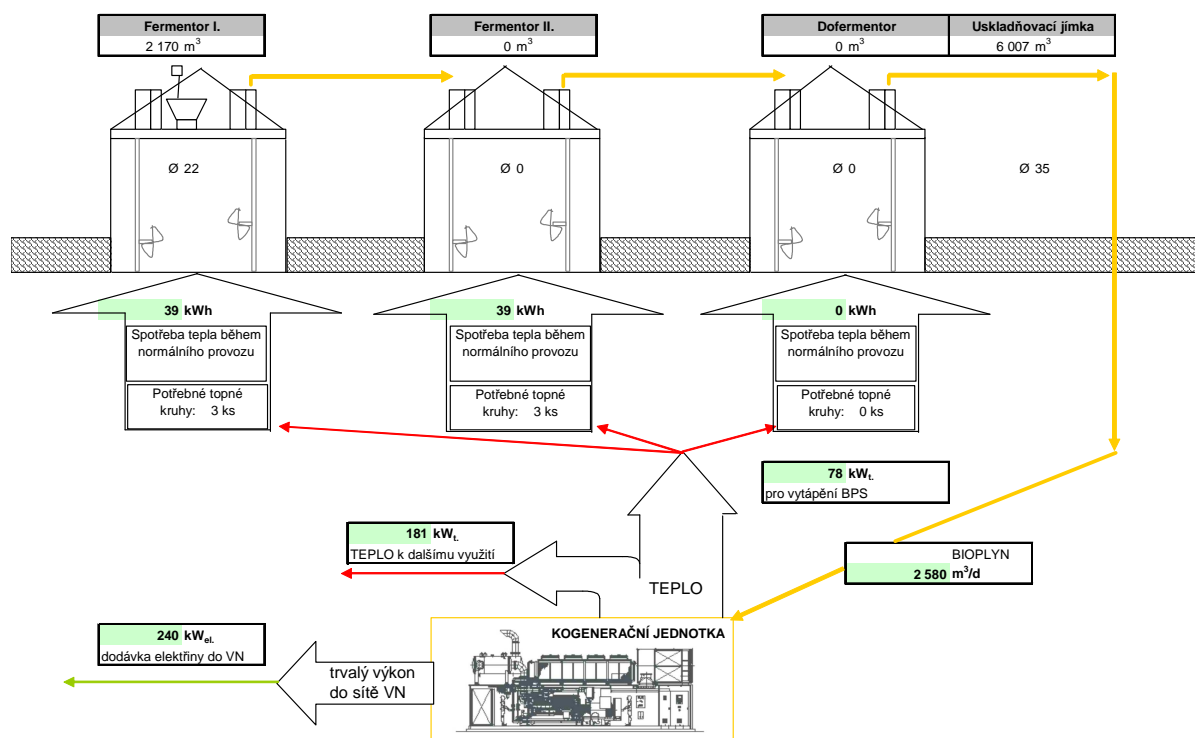 Fermentor I.
2 170 m³
Fermentor II.
0 m³
Dofermentor
0 m³
Uskladňovací jímka
6 007 m³
Ø 22
Ø 0
Ø 0
Ø 35
39 kWh
Spotřeba tepla během
normálního provozu
Potřebné topné
kruhy: 3 ks
39 kWh
Spotřeba tepla během
normálního provozu
Potřebné topné
kruhy: 3 ks
0 kWh
Spotřeba tepla během
normálního provozu
Potřebné topné
kruhy: 0 ks
78 kWt.
pro vytápění BPS
181 kWt.
TEPLO k dalšímu využití
TEPLO
BIOPLYN
2 580 m³/d
240 kWel.
dodávka elektřiny do VN
trvalý výkon
do sítě VN
KOGENERAČNÍ JEDNOTKA